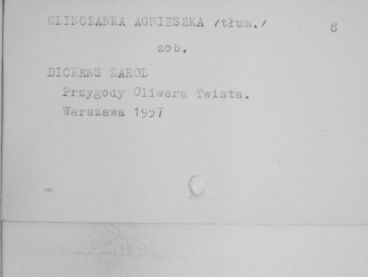 GLINCZANKA AGNIESZKA /tłum./ 8
zob.
DICKENS KAROL
Przygody Oliwera Twista.
Warszawa 1957